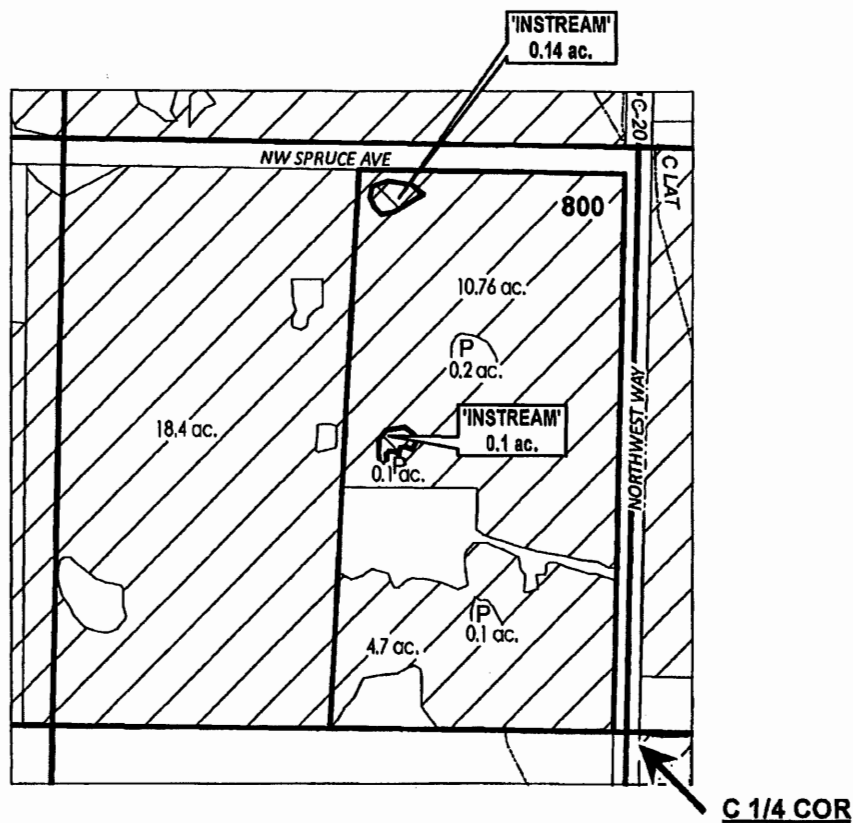 'INSTREAM'
0.14 ac.
'C-20
NW SPRUCE AVE
C LAT
800
10.76 ac.
P
0.2 ac.
'INSTREAM'
0.1 ac.
18.4 ac.
P
0.1 ac.
NORTHWEST WAY
P
0.1 ac.
4.7 ac.
C 1/4 COR